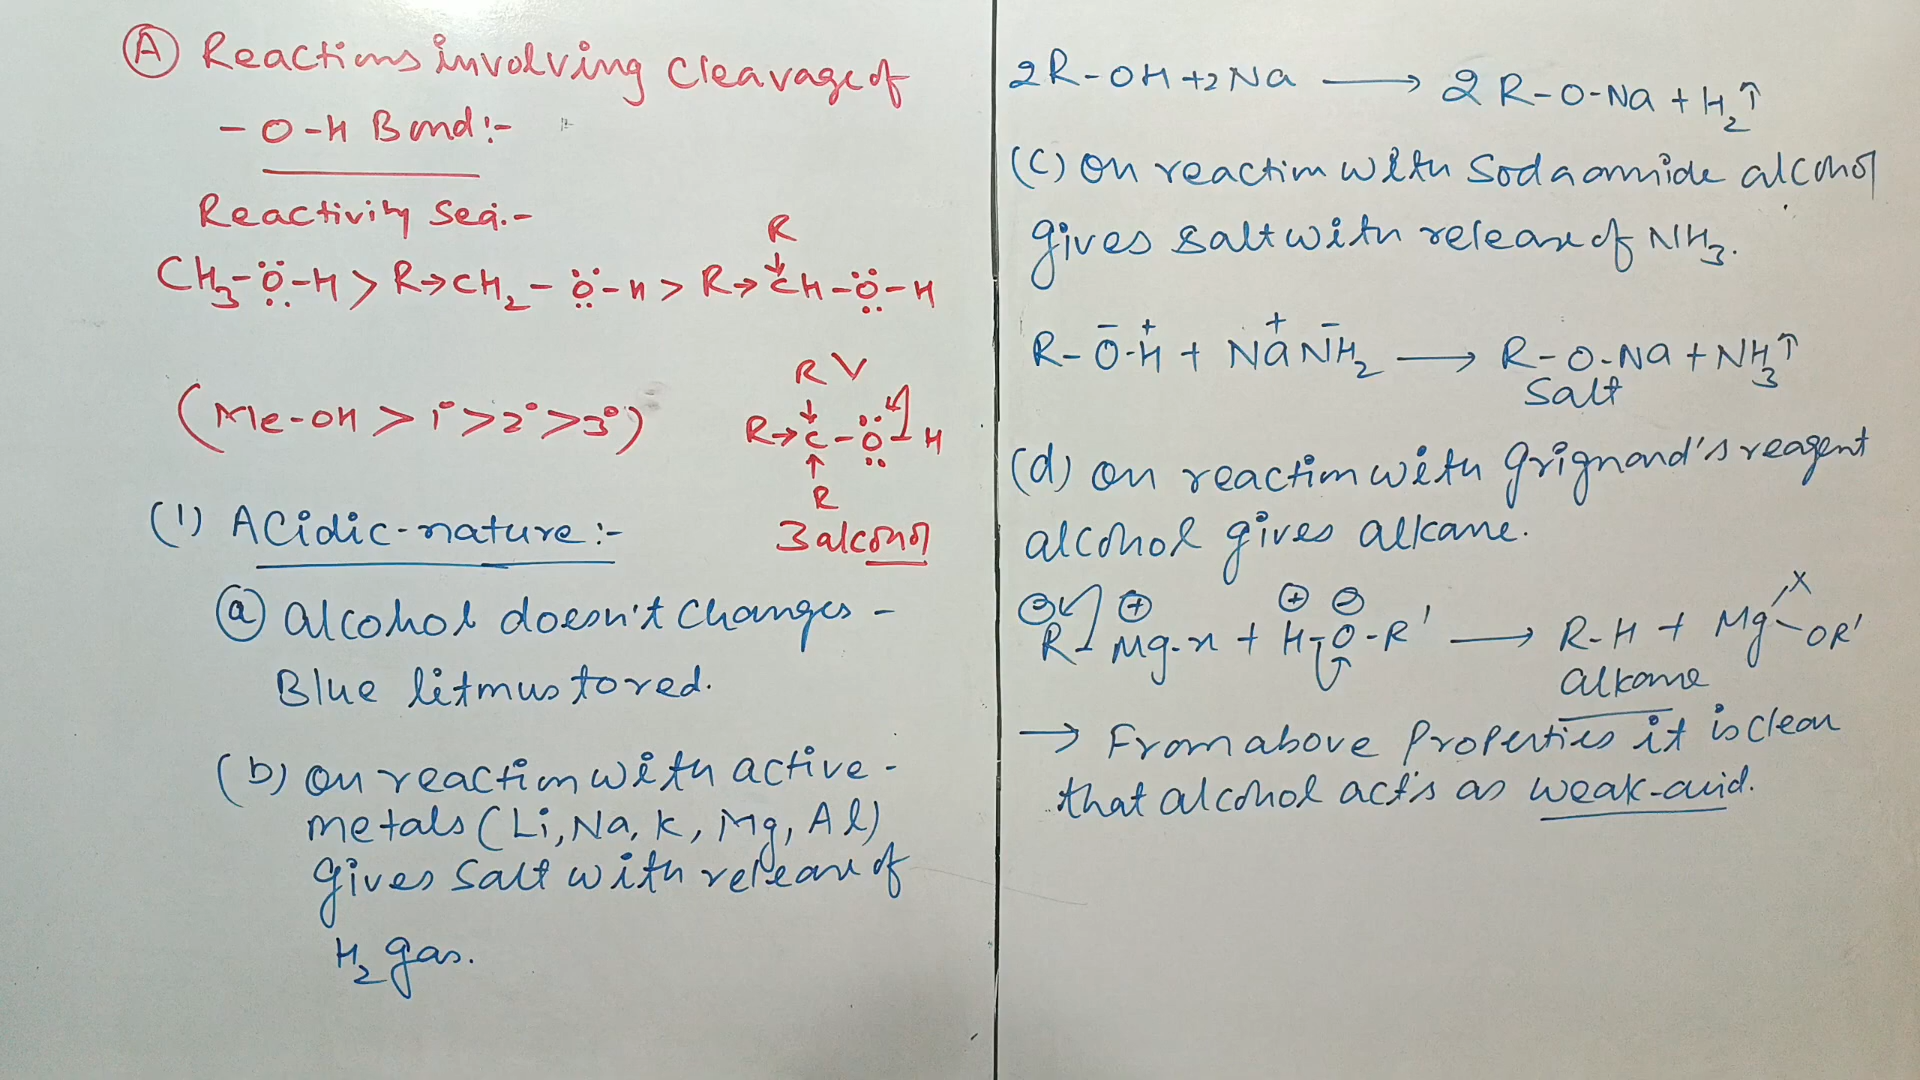 Ⓐ Reactions involving cleavage of
-O-H Bond:-
Reactivity Seq.-
R
↓
CH₃-Ö-H > R→CH₂-Ö-H > R→CH-Ö-H
R V
↓
(Me-OH > 1° > 2° > 3°) R→C-Ö-H
↑
R
3 alcohol
(1) Acidic-nature:-
ⓐ alcohol doesn't changes -
Blue litmus to red.
(b) on reaction with active -
metals (Li, Na, K, Mg, Al)
gives salt with release of
H₂ gas.
2R-OH + 2Na ⟶ 2R-O-Na + H₂↑
(c) on reaction with Sodaamide alcohol
gives salt with release of NH₃.
- + + -
R-O-H + NaNH₂ ⟶ R-O-Na + NH₃↑
Salt
(d) on reaction with Grignard's reagent
alcohol gives alkane.
⊖ ⊕ ⊕ ⊖ X
R-Mg-x + H-O-R' ⟶ R-H + Mg OR'
alkane
→ From above Properties it is clear
that alcohol acts as weak-acid.